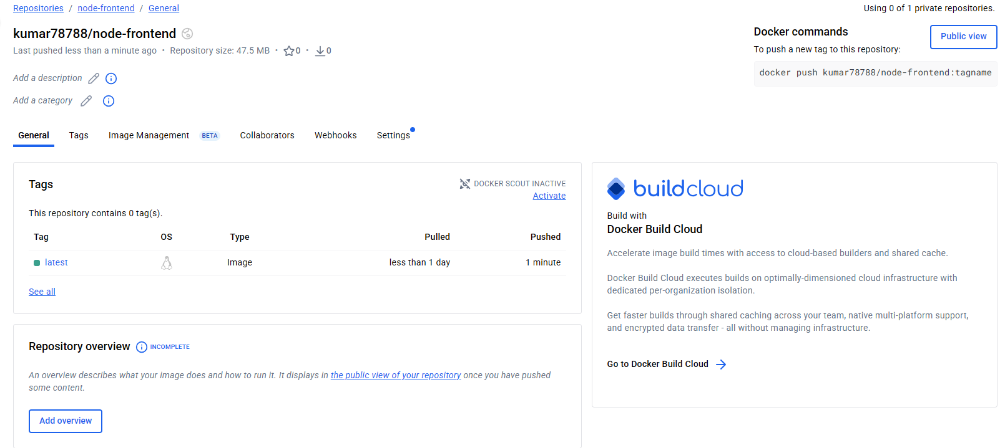 Repositories / node-frontend / General
Using 0 of 1 private repositories.
kumar78788/node-frontend
Last pushed less than a minute ago • Repository size: 47.5 MB • 0 • 0
Add a description
Add a category
Docker commands
Public view
To push a new tag to this repository:
docker push kumar78788/node-frontend:tagname
General Tags Image Management BETA Collaborators Webhooks Settings
Tags
DOCKER SCOUT INACTIVE
Activate
This repository contains 0 tag(s).
Tag OS Type Pulled Pushed
latest Image less than 1 day 1 minute
See all
Repository overview INCOMPLETE
An overview describes what your image does and how to run it. It displays in the public view of your repository once you have pushed
some content.
Add overview
buildcloud
Build with
Docker Build Cloud
Accelerate image build times with access to cloud-based builders and shared cache.
Docker Build Cloud executes builds on optimally-dimensioned cloud infrastructure with
dedicated per-organization isolation.
Get faster builds through shared caching across your team, native multi-platform support,
and encrypted data transfer - all without managing infrastructure.
Go to Docker Build Cloud